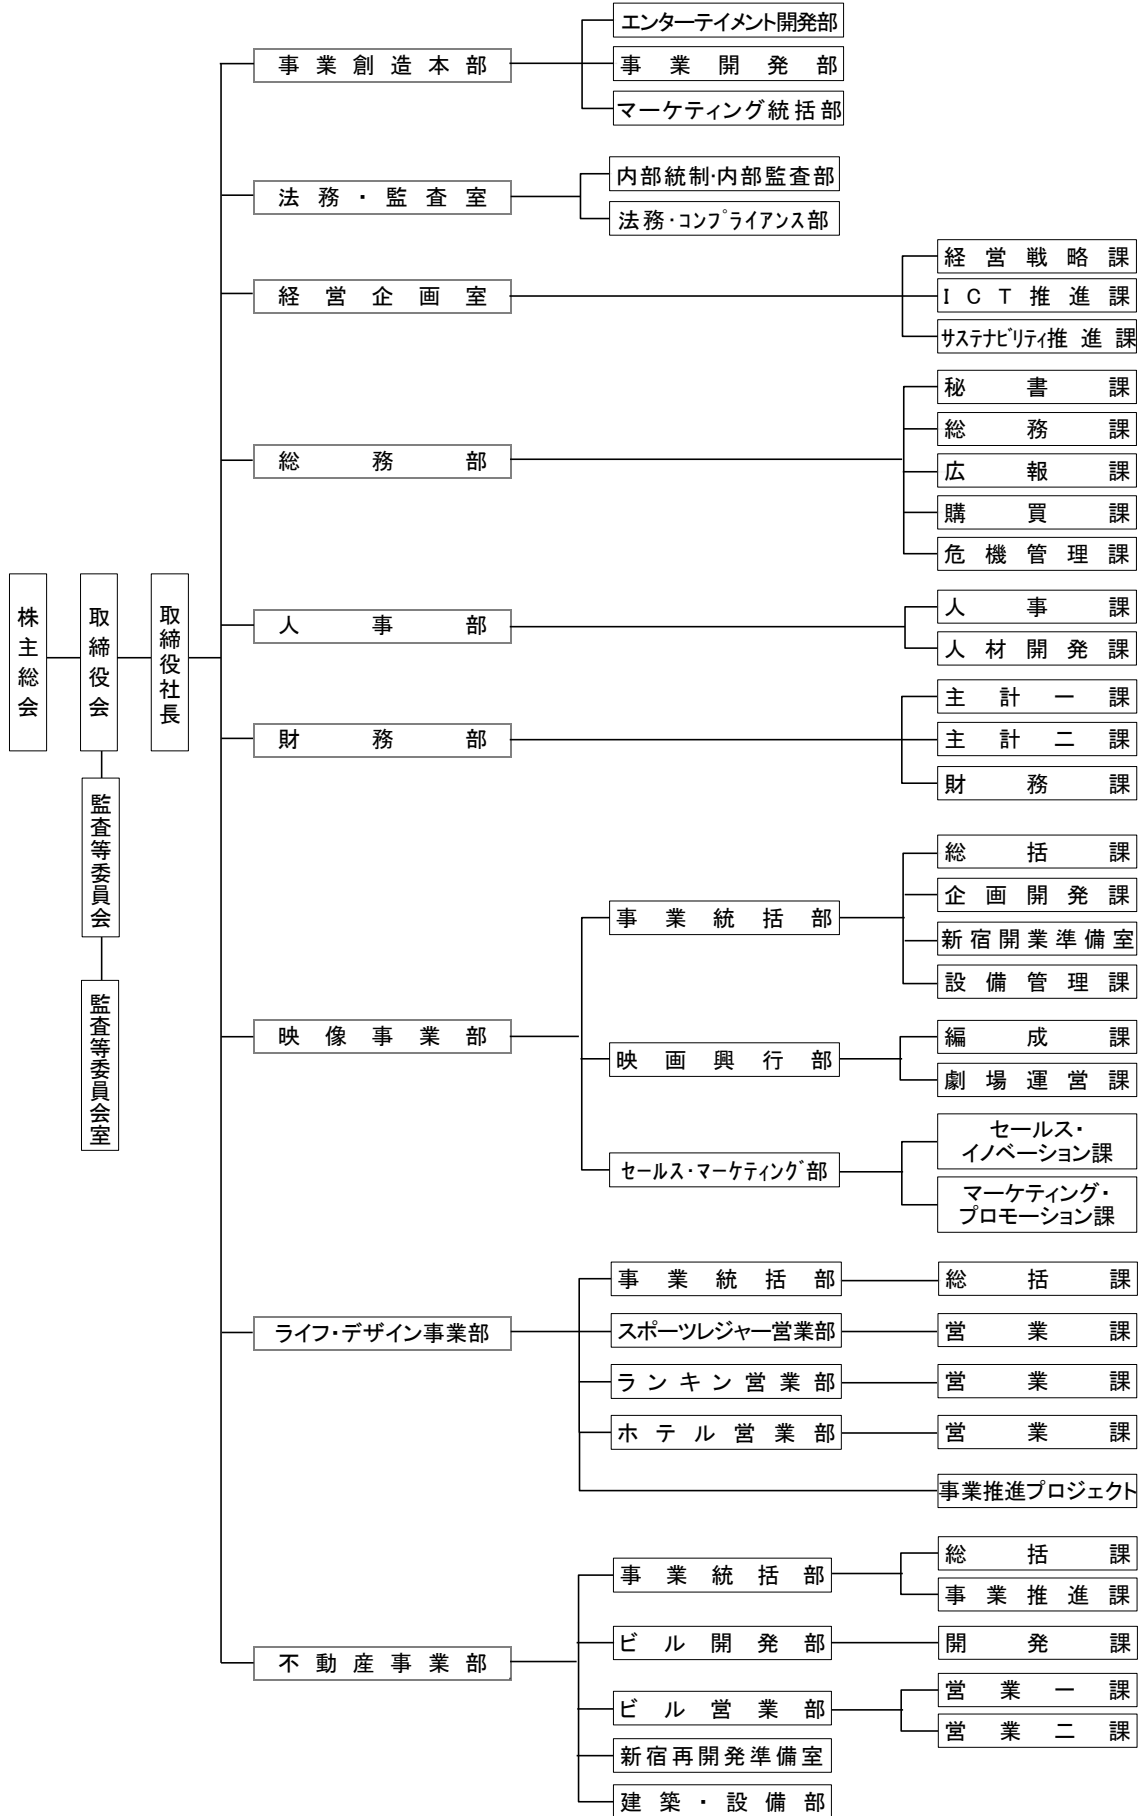 株主総会
取締役会
取締役社長
監査等委員会
監査等委員会室
事業創造本部
エンターテイメント開発部
事業開発部
マーケティング統括部
法務・監査室
内部統制・内部監査部
法務・コンプライアンス部
経営企画室
経営戦略課
ICT推進課
サステナビリティ推進課
総務部
秘書課
総務課
広報課
購買課
危機管理課
人事部
人事課
人材開発課
財務部
主計一課
主計二課
財務課
映像事業部
事業統括部
総括課
企画開発課
新宿開業準備室
設備管理課
映画興行部
編成課
劇場運営課
セールス・マーケティング部
セールス・
イノベーション課
マーケティング・
プロモーション課
ライフ・デザイン事業部
事業統括部
総括課
スポーツレジャー営業部
営業課
ランキン営業部
営業課
ホテル営業部
営業課
事業推進プロジェクト
不動産事業部
事業統括部
総括課
事業推進課
ビル開発部
開発課
ビル営業部
営業一課
営業二課
新宿再開発準備室
建築・設備部